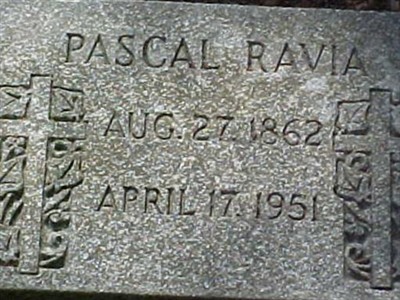 PASCAL RAVIA
AUG. 27. 1862
APRIL 17. 1951